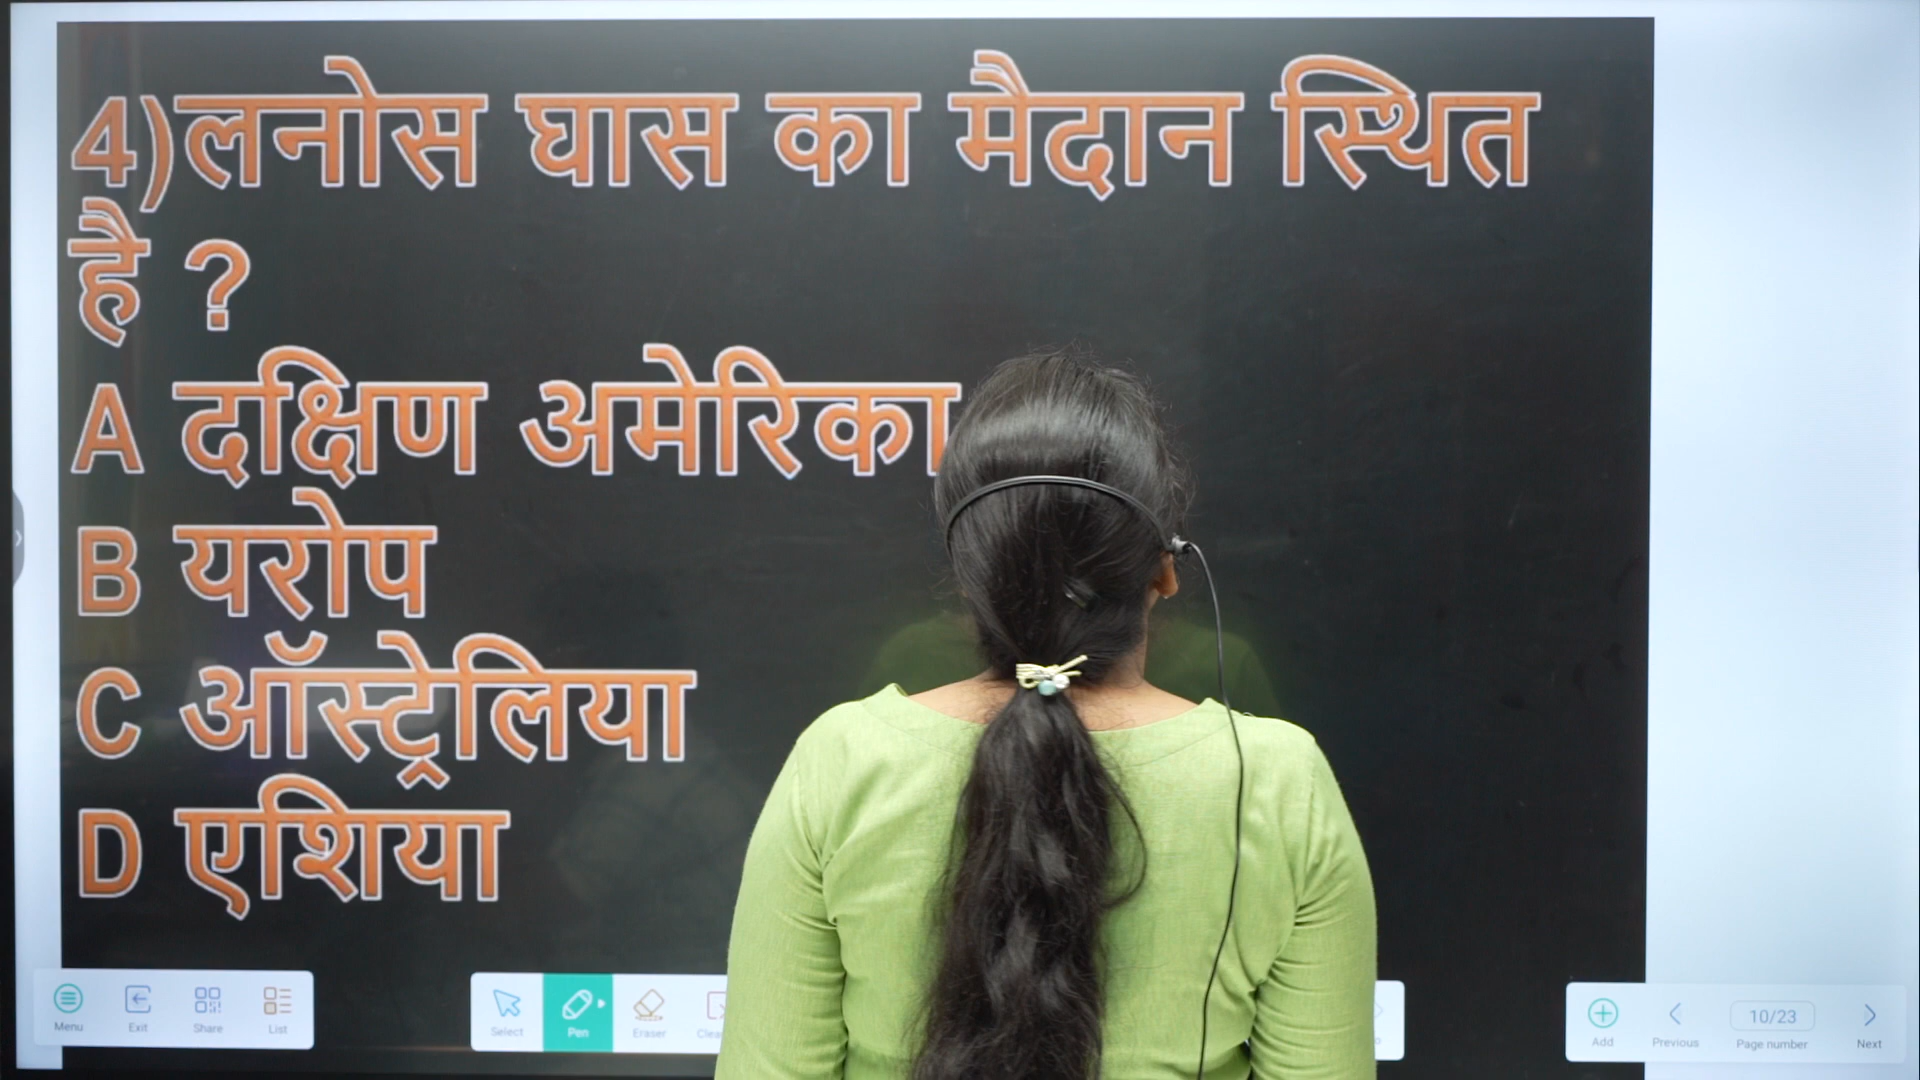 4)लनोस घास का मैदान स्थित
है ?
A दक्षिण अमेरिका
B यरोप
C ऑस्ट्रेलिया
D एशिया
Menu Exit Share List
Select Pen Eraser
Add Previous 10/23 Page number Next